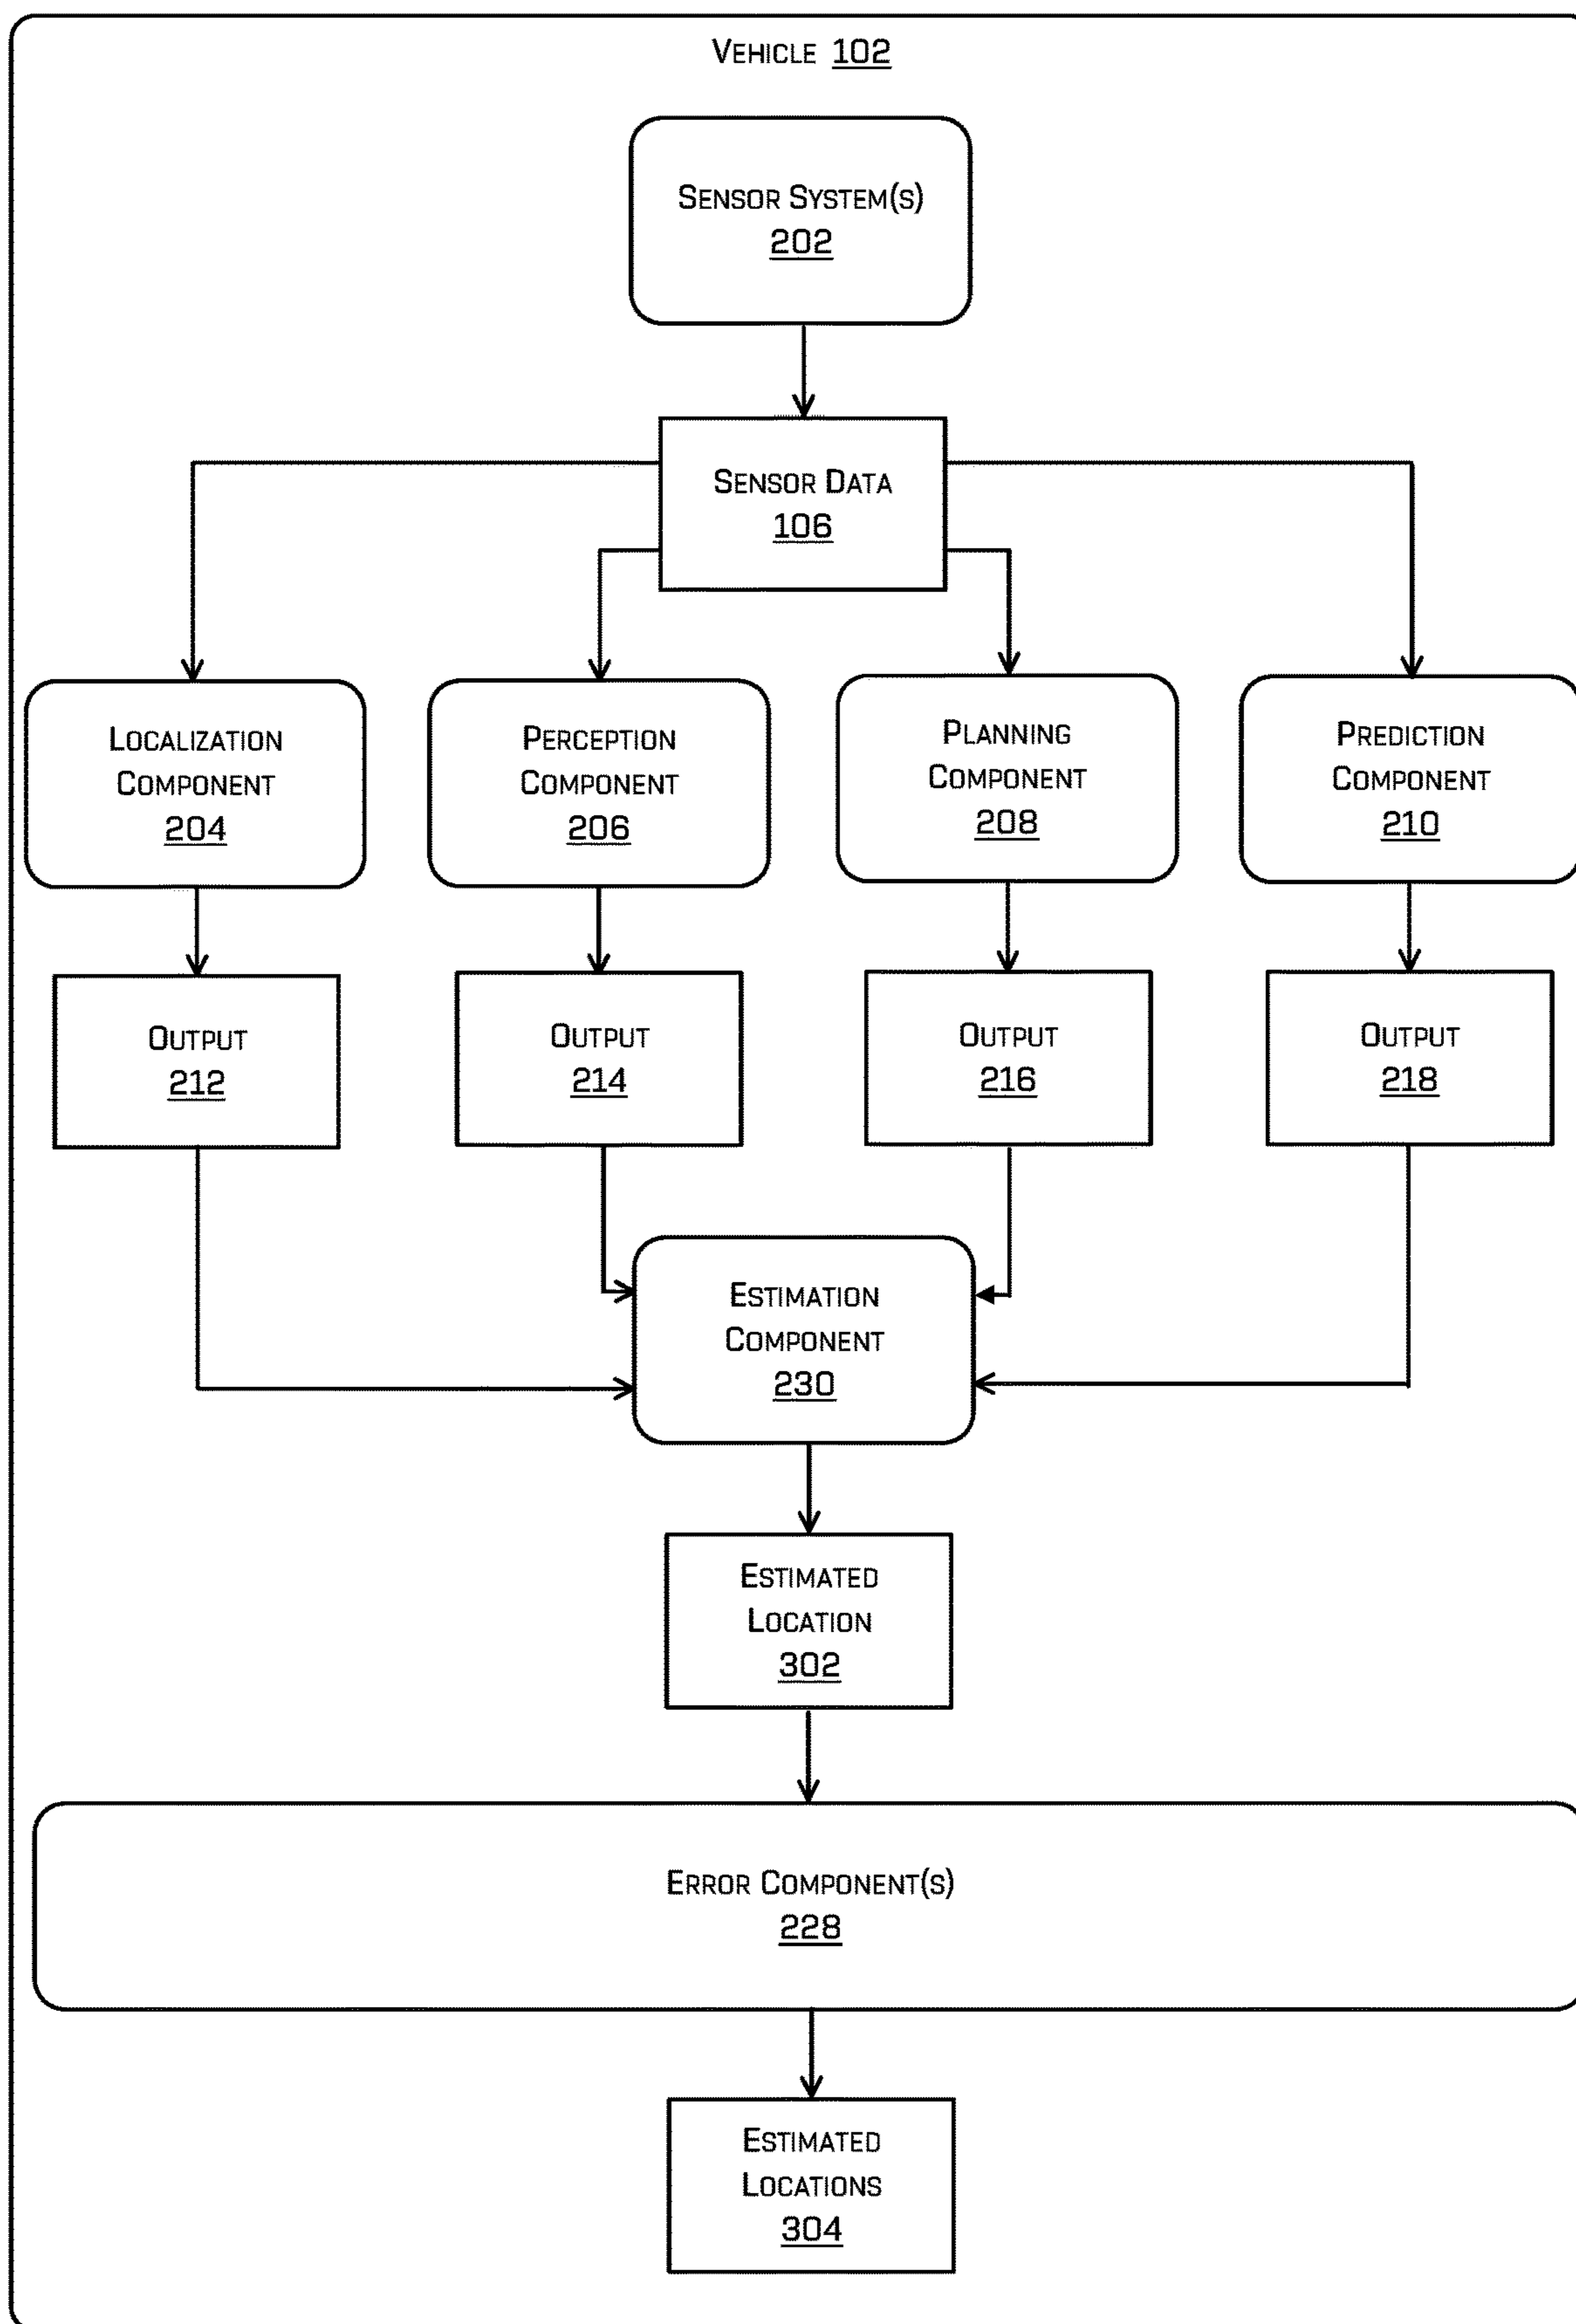 VEHICLE 102
SENSOR SYSTEM(S)
202
SENSOR DATA
106
LOCALIZATION
COMPONENT
204
PERCEPTION
COMPONENT
206
PLANNING
COMPONENT
208
PREDICTION
COMPONENT
210
OUTPUT
212
OUTPUT
214
OUTPUT
216
OUTPUT
218
ESTIMATION
COMPONENT
230
ESTIMATED
LOCATION
302
ERROR COMPONENT(S)
228
ESTIMATED
LOCATIONS
304